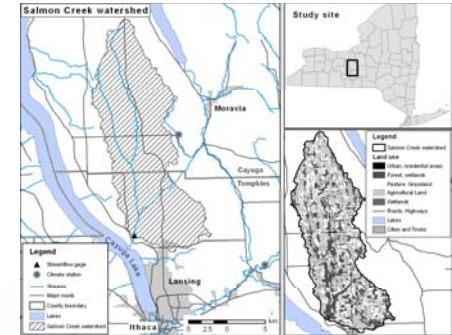 Salmon Creek watershed
Moravia
Cayuga
Tompkins
Cayuga Lake
Lansing
Ithaca
Legend
Streamflow gage
Climate station
Streams
Major roads
County boundary
Lakes
Salmon Creek watershed
5 2.5 0 5
km
Study site
Legend
Salmon Creek watershed
Land use
Urban, residential areas
Forest, wetlands
Pasture, Grassland
Agricultural Land
Wetlands
Roads, Highways
Lakes
Cities and Towns